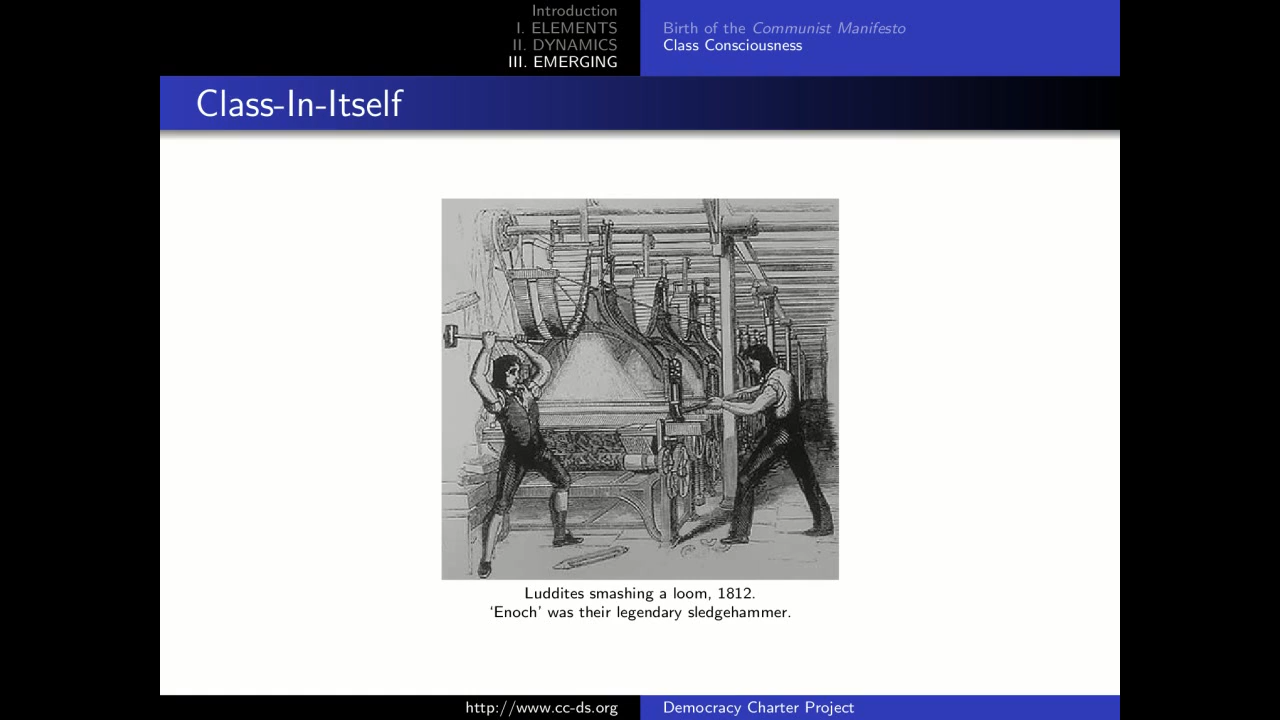 Introduction
I. ELEMENTS
II. DYNAMICS
III. EMERGING
Birth of the Communist Manifesto
Class Consciousness
Class-In-Itself
Luddites smashing a loom, 1812.
‘Enoch’ was their legendary sledgehammer.
http://www.cc-ds.org
Democracy Charter Project